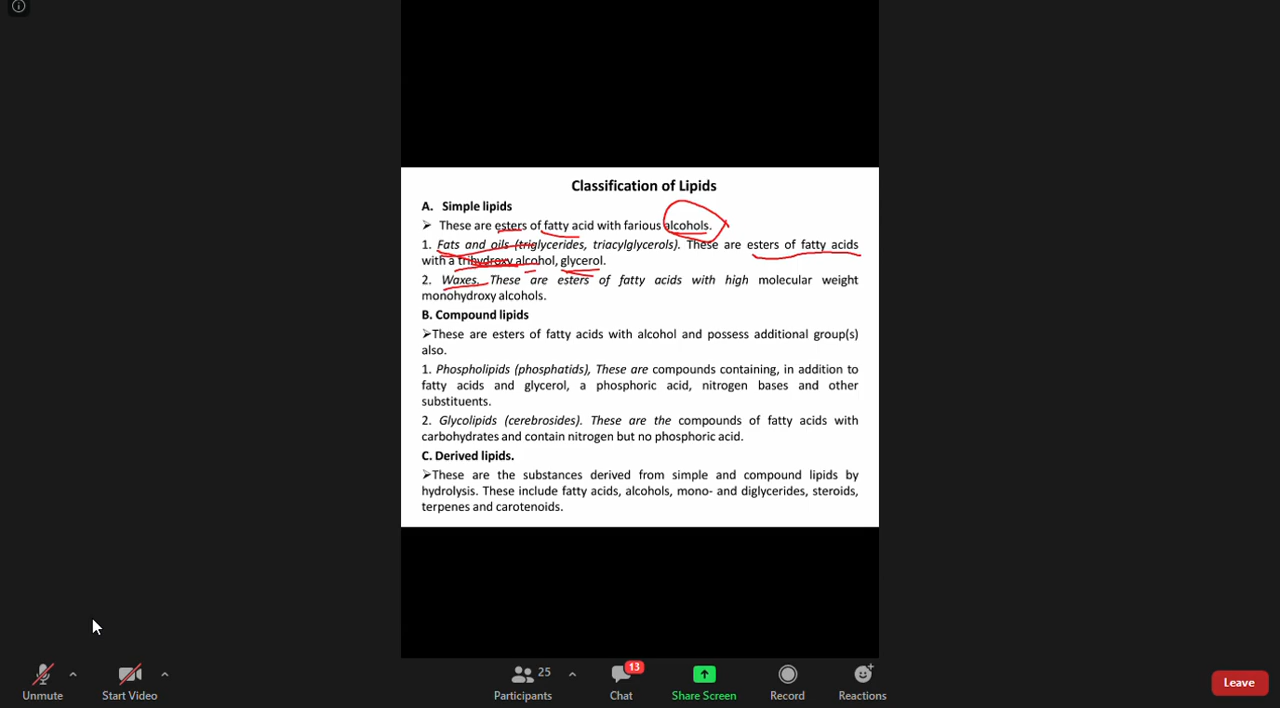 Classification of Lipids
A. Simple lipids
➢ These are esters of fatty acid with farious alcohols.
1. Fats and oils (triglycerides, triacylglycerols). These are esters of fatty acids
with a trihydroxy alcohol, glycerol.
2. Waxes. These are esters of fatty acids with high molecular weight
monohydroxy alcohols.
B. Compound lipids
➢These are esters of fatty acids with alcohol and possess additional group(s)
also.
1. Phospholipids (phosphatids), These are compounds containing, in addition to
fatty acids and glycerol, a phosphoric acid, nitrogen bases and other
substituents.
2. Glycolipids (cerebrosides). These are the compounds of fatty acids with
carbohydrates and contain nitrogen but no phosphoric acid.
C. Derived lipids.
➢These are the substances derived from simple and compound lipids by
hydrolysis. These include fatty acids, alcohols, mono- and diglycerides, steroids,
terpenes and carotenoids.
25
13
Unmute
Start Video
Participants
Chat
Share Screen
Record
Reactions
Leave